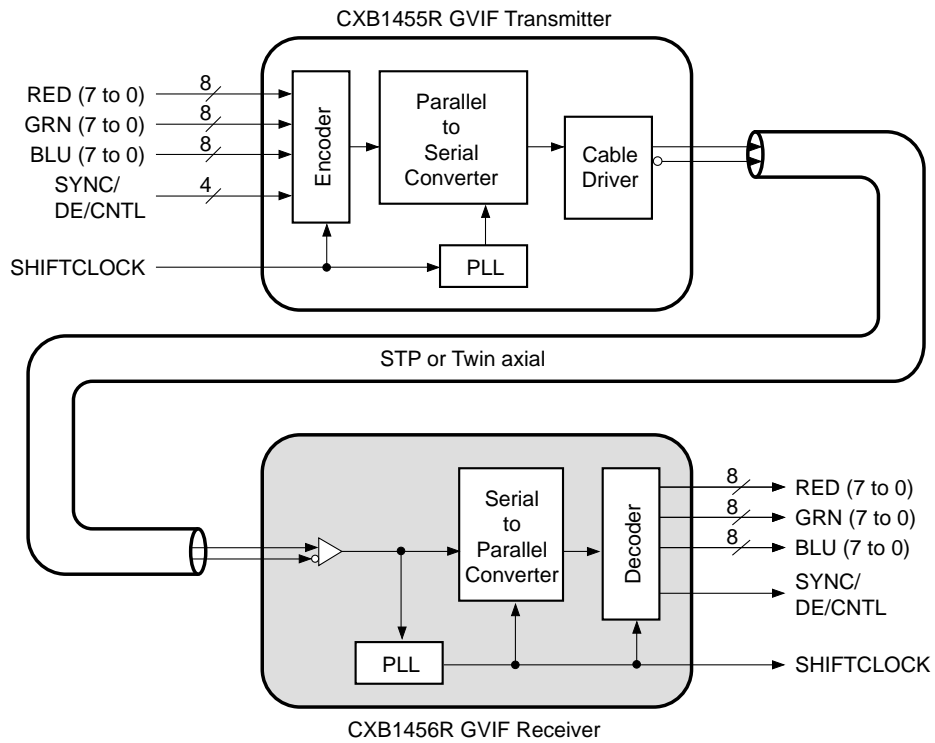 CXB1455R GVIF Transmitter
RED (7 to 0)
8
GRN (7 to 0)
8
BLU (7 to 0)
8
SYNC/
DE/CNTL
4
SHIFTCLOCK
Encoder
Parallel
to
Serial
Converter
PLL
Cable
Driver
STP or Twin axial
Serial
to
Parallel
Converter
PLL
Decoder
8
RED (7 to 0)
8
GRN (7 to 0)
8
BLU (7 to 0)
SYNC/
DE/CNTL
SHIFTCLOCK
CXB1456R GVIF Receiver